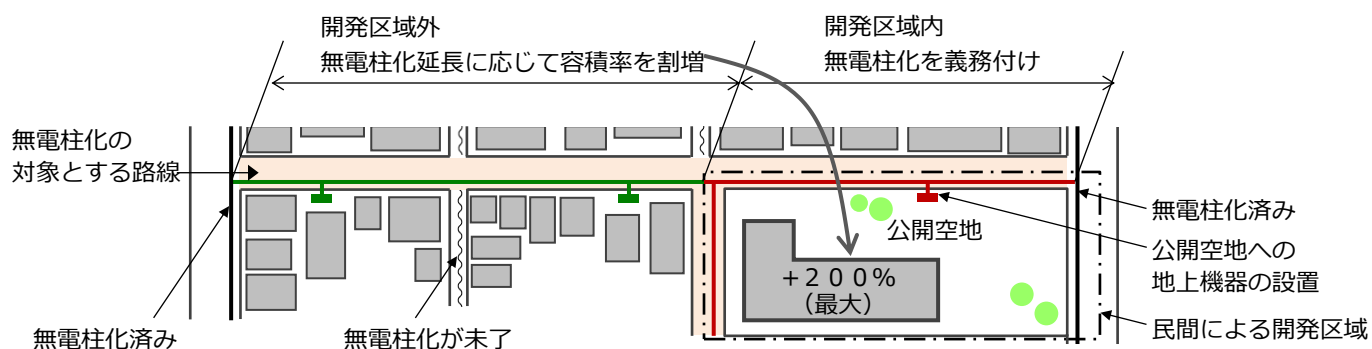 開発区域外
無電柱化延長に応じて容積率を割増
開発区域内
無電柱化を義務付け
無電柱化の
対象とする路線
公開空地
+200%
(最大)
無電柱化済み
公開空地への
地上機器の設置
民間による開発区域
無電柱化済み
無電柱化が未了